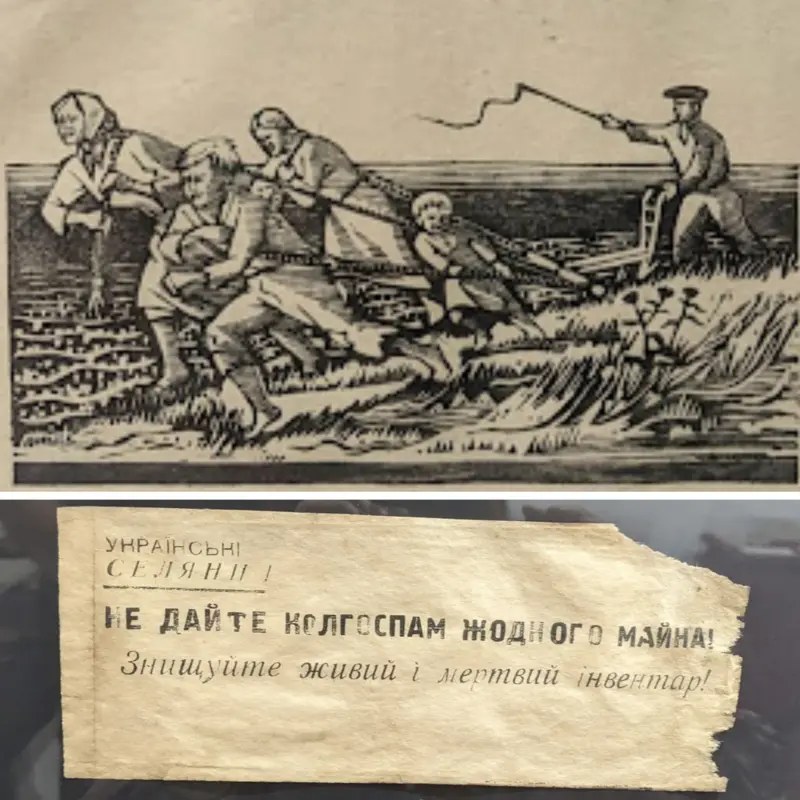 УКРАЇНСЬКІ
СЕЛЯНИ!
НЕ ДАЙТЕ КОЛГОСПАМ ЖОДНОГО МАЙНА!
Знищуйте живий і мертвий інвентар!